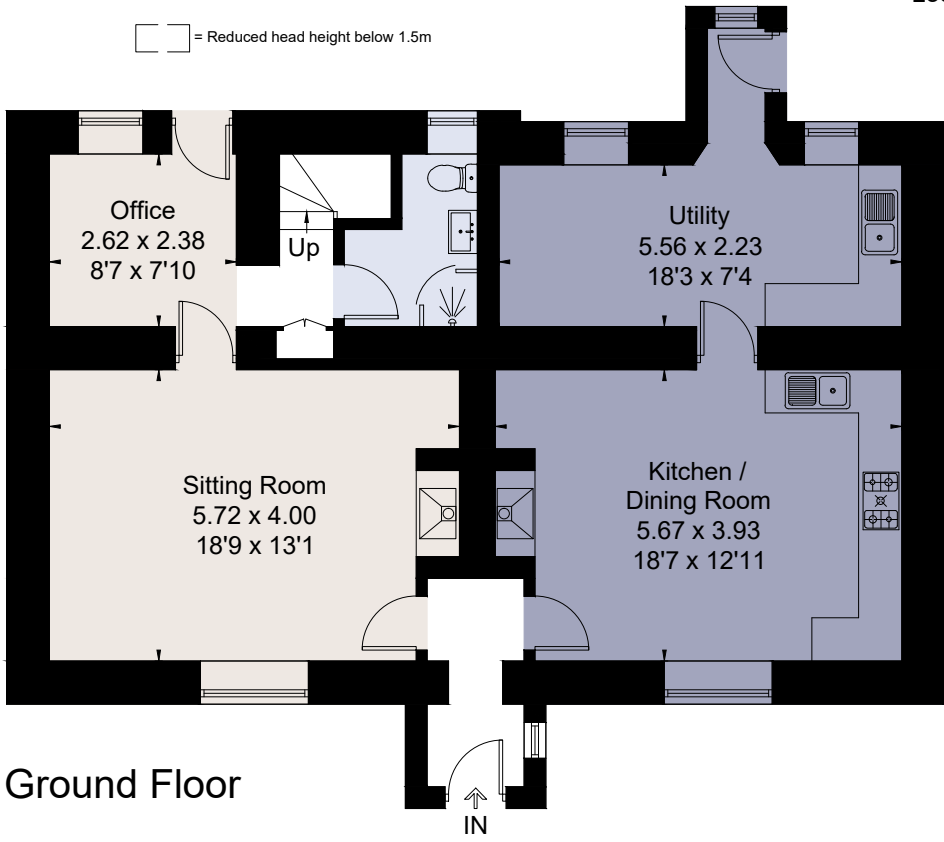 = Reduced head height below 1.5m
Office
2.62 x 2.38
8'7 x 7'10
Up
Utility
5.56 x 2.23
18'3 x 7'4
Sitting Room
5.72 x 4.00
18'9 x 13'1
Kitchen /
Dining Room
5.67 x 3.93
18'7 x 12'11
Ground Floor
IN